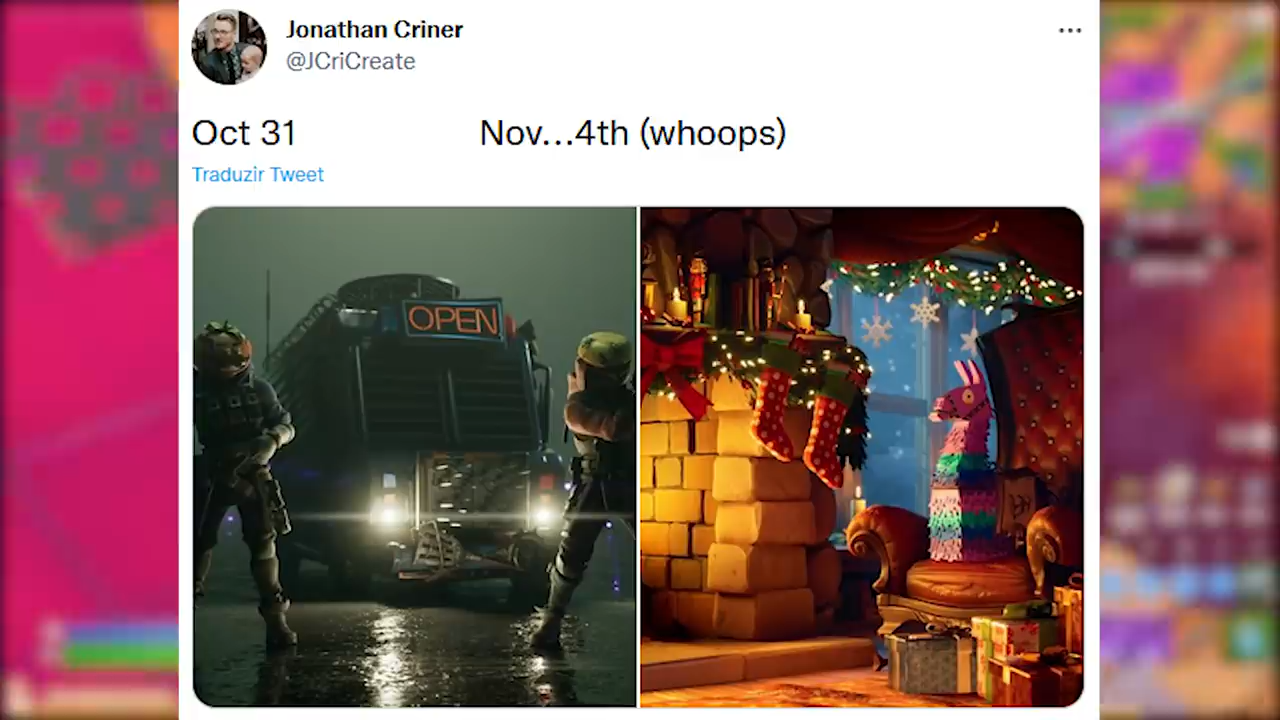 Jonathan Criner
@JCriCreate
Oct 31 Nov...4th (whoops)
Traduzir Tweet
OPEN